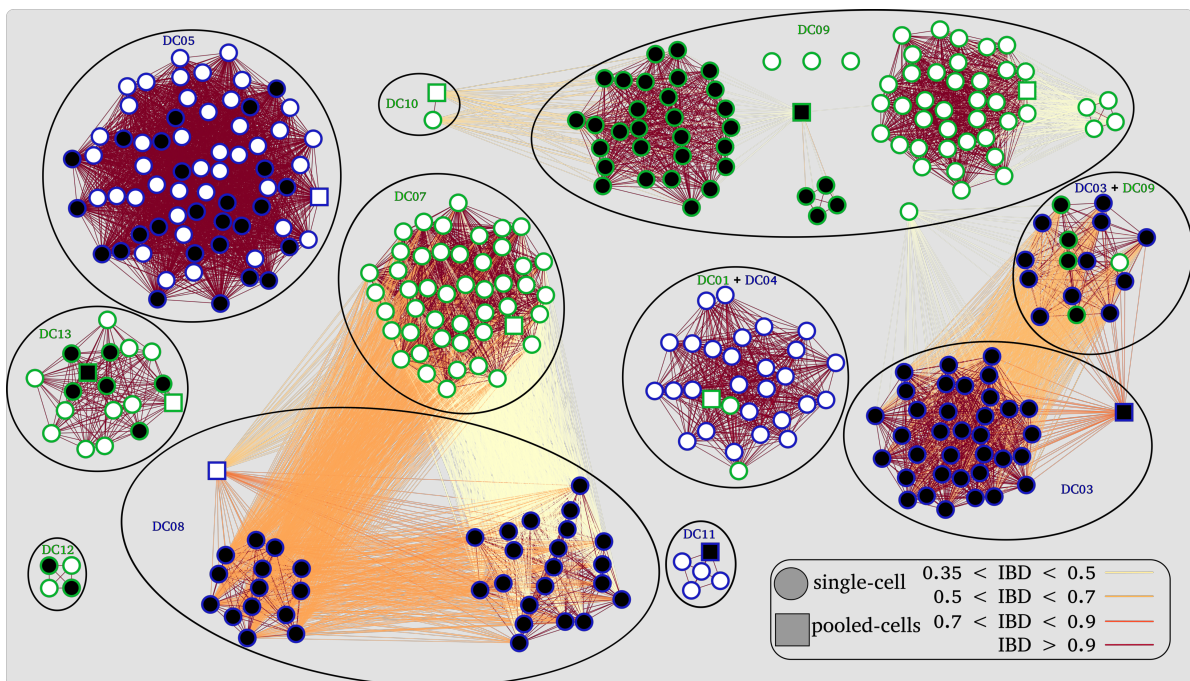 DC05
DC09
DC10
DC07
DC03 + DC09
DC01 + DC04
DC13
DC08
DC03
DC12
DC11
single-cell
pooled-cells
0.35 < IBD < 0.5
0.5 < IBD < 0.7
0.7 < IBD < 0.9
IBD > 0.9